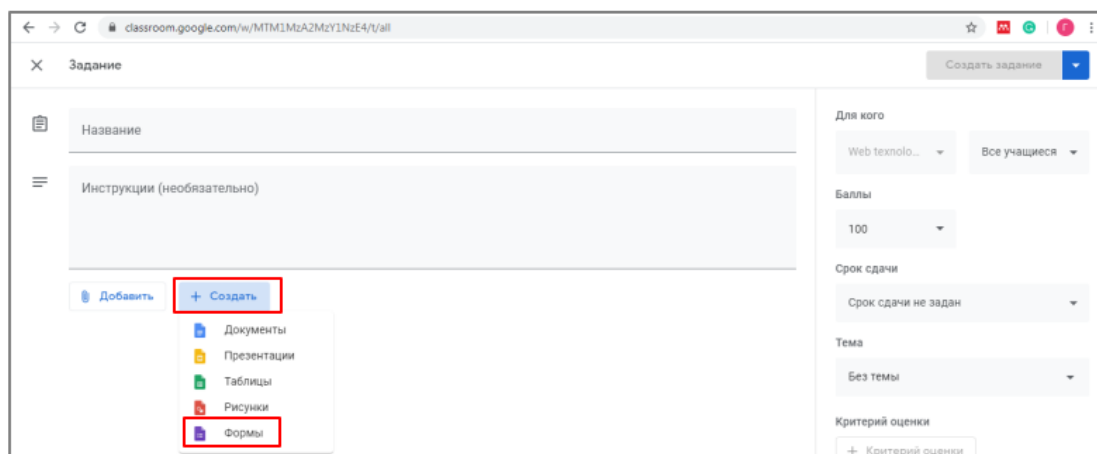 classroom.google.com/w/MTM1MzA2MzY1NzE4/t/all
Задание
Создать задание
Название
Инструкции (необязательно)
Добавить
+ Создать
Документы
Презентации
Таблицы
Рисунки
Формы
Для кого
Web texnolo...
Все учащиеся
Баллы
100
Срок сдачи
Срок сдачи не задан
Тема
Без темы
Критерий оценки
+ Критерий оценки